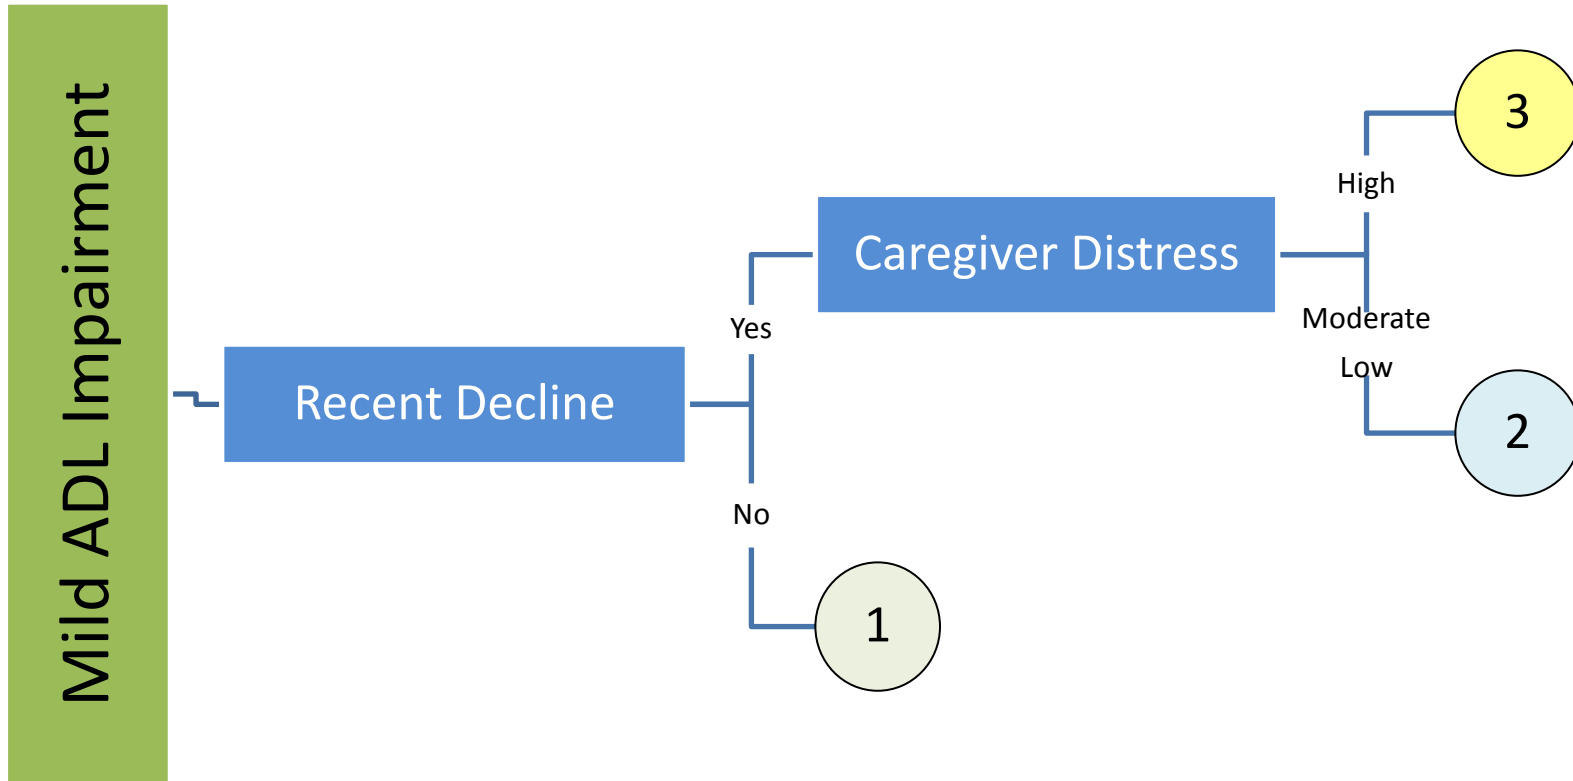 Mild ADL Impairment
Recent Decline
Yes
No
1
Caregiver Distress
High
Moderate
Low
3
2